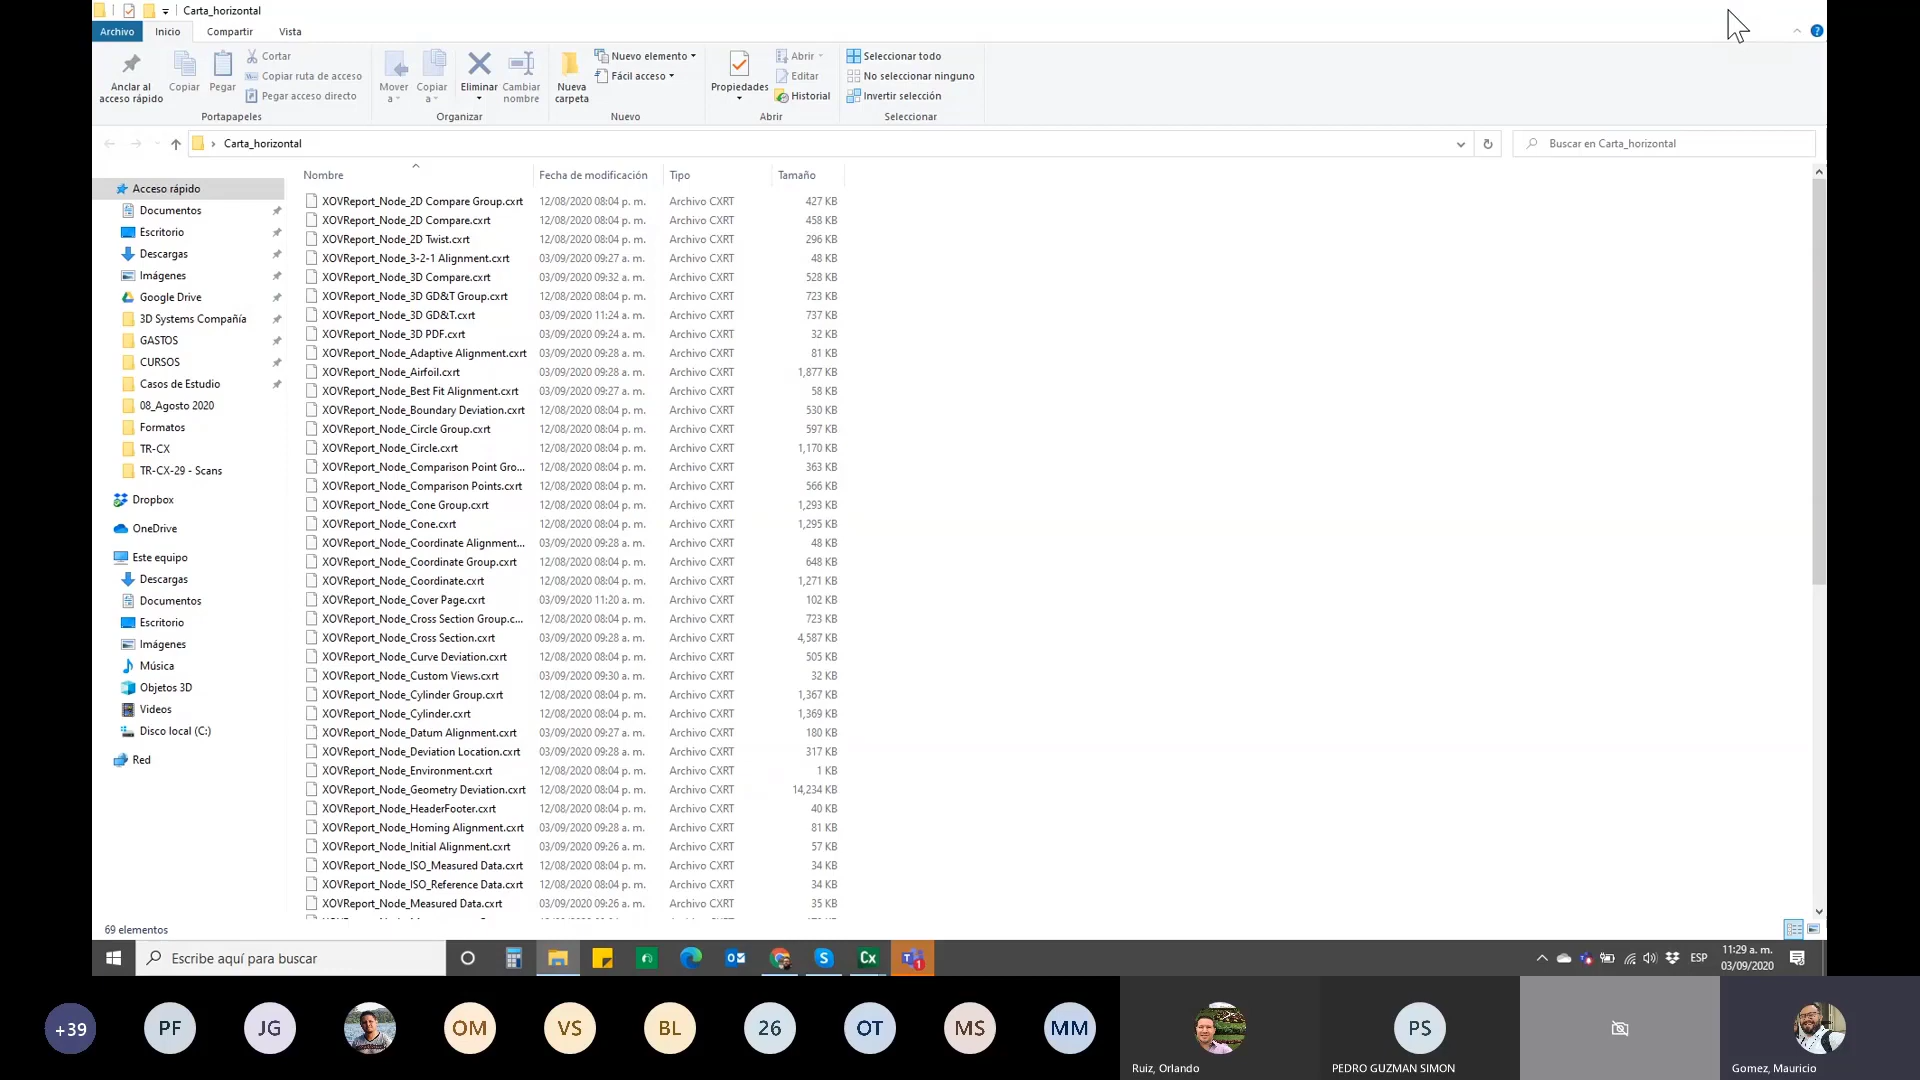 Carta_horizontal
Archivo Inicio Compartir Vista
Anclar al acceso rápido
Copiar
Pegar
Cortar
Copiar ruta de acceso
Pegar acceso directo
Portapapeles
Mover a
Copiar a
Eliminar
Cambiar nombre
Organizar
Nueva carpeta
Nuevo elemento
Fácil acceso
Nuevo
Propiedades
Abrir
Editar
Historial
Abrir
Seleccionar todo
No seleccionar ninguno
Invertir selección
Seleccionar
Carta_horizontal
Buscar en Carta_horizontal
Acceso rápido
Documentos
Escritorio
Descargas
Imágenes
Google Drive
3D Systems Compañía
GASTOS
CURSOS
Casos de Estudio
08_Agosto 2020
Formatos
TR-CX
TR-CX-29 - Scans
Dropbox
OneDrive
Este equipo
Descargas
Documentos
Escritorio
Imágenes
Música
Objetos 3D
Videos
Disco local (C:)
Red
Nombre Fecha de modificación Tipo Tamaño
XOVReport_Node_2D Compare Group.cxrt 12/08/2020 08:04 p. m. Archivo CXRT 427 KB
XOVReport_Node_2D Compare.cxrt 12/08/2020 08:04 p. m. Archivo CXRT 458 KB
XOVReport_Node_2D Twist.cxrt 12/08/2020 08:04 p. m. Archivo CXRT 296 KB
XOVReport_Node_3-2-1 Alignment.cxrt 03/09/2020 09:27 a. m. Archivo CXRT 48 KB
XOVReport_Node_3D Compare.cxrt 03/09/2020 09:32 a. m. Archivo CXRT 528 KB
XOVReport_Node_3D GD&T Group.cxrt 12/08/2020 08:04 p. m. Archivo CXRT 723 KB
XOVReport_Node_3D GD&T.cxrt 03/09/2020 11:24 a. m. Archivo CXRT 737 KB
XOVReport_Node_3D PDF.cxrt 03/09/2020 09:24 a. m. Archivo CXRT 32 KB
XOVReport_Node_Adaptive Alignment.cxrt 03/09/2020 09:28 a. m. Archivo CXRT 81 KB
XOVReport_Node_Airfoil.cxrt 03/09/2020 09:28 a. m. Archivo CXRT 1,877 KB
XOVReport_Node_Best Fit Alignment.cxrt 03/09/2020 09:27 a. m. Archivo CXRT 58 KB
XOVReport_Node_Boundary Deviation.cxrt 12/08/2020 08:04 p. m. Archivo CXRT 530 KB
XOVReport_Node_Circle Group.cxrt 12/08/2020 08:04 p. m. Archivo CXRT 597 KB
XOVReport_Node_Circle.cxrt 12/08/2020 08:04 p. m. Archivo CXRT 1,170 KB
XOVReport_Node_Comparison Point Gro... 12/08/2020 08:04 p. m. Archivo CXRT 363 KB
XOVReport_Node_Comparison Points.cxrt 12/08/2020 08:04 p. m. Archivo CXRT 566 KB
XOVReport_Node_Cone Group.cxrt 12/08/2020 08:04 p. m. Archivo CXRT 1,293 KB
XOVReport_Node_Cone.cxrt 12/08/2020 08:04 p. m. Archivo CXRT 1,295 KB
XOVReport_Node_Coordinate Alignment... 03/09/2020 09:28 a. m. Archivo CXRT 48 KB
XOVReport_Node_Coordinate Group.cxrt 12/08/2020 08:04 p. m. Archivo CXRT 648 KB
XOVReport_Node_Coordinate.cxrt 12/08/2020 08:04 p. m. Archivo CXRT 1,271 KB
XOVReport_Node_Cover Page.cxrt 03/09/2020 11:20 a. m. Archivo CXRT 102 KB
XOVReport_Node_Cross Section Group.c... 12/08/2020 08:04 p. m. Archivo CXRT 723 KB
XOVReport_Node_Cross Section.cxrt 03/09/2020 09:28 a. m. Archivo CXRT 4,587 KB
XOVReport_Node_Curve Deviation.cxrt 12/08/2020 08:04 p. m. Archivo CXRT 505 KB
XOVReport_Node_Custom Views.cxrt 03/09/2020 09:30 a. m. Archivo CXRT 32 KB
XOVReport_Node_Cylinder Group.cxrt 12/08/2020 08:04 p. m. Archivo CXRT 1,367 KB
XOVReport_Node_Cylinder.cxrt 12/08/2020 08:04 p. m. Archivo CXRT 1,369 KB
XOVReport_Node_Datum Alignment.cxrt 03/09/2020 09:27 a. m. Archivo CXRT 180 KB
XOVReport_Node_Deviation Location.cxrt 03/09/2020 09:28 a. m. Archivo CXRT 317 KB
XOVReport_Node_Environment.cxrt 12/08/2020 08:04 p. m. Archivo CXRT 1 KB
XOVReport_Node_Geometry Deviation.cxrt 12/08/2020 08:04 p. m. Archivo CXRT 14,234 KB
XOVReport_Node_HeaderFooter.cxrt 12/08/2020 08:04 p. m. Archivo CXRT 40 KB
XOVReport_Node_Homing Alignment.cxrt 03/09/2020 09:28 a. m. Archivo CXRT 81 KB
XOVReport_Node_Initial Alignment.cxrt 03/09/2020 09:26 a. m. Archivo CXRT 57 KB
XOVReport_Node_ISO_Measured Data.cxrt 12/08/2020 08:04 p. m. Archivo CXRT 34 KB
XOVReport_Node_ISO_Reference Data.cxrt 12/08/2020 08:04 p. m. Archivo CXRT 34 KB
XOVReport_Node_Measured Data.cxrt 03/09/2020 09:26 a. m. Archivo CXRT 35 KB
69 elementos
Escribe aquí para buscar
Cx
1
ESP
11:29 a. m.
03/09/2020
+39 PF JG OM VS BL 26 OT MS MM PS
Ruiz, Orlando
PEDRO GUZMAN SIMON
Gomez, Mauricio